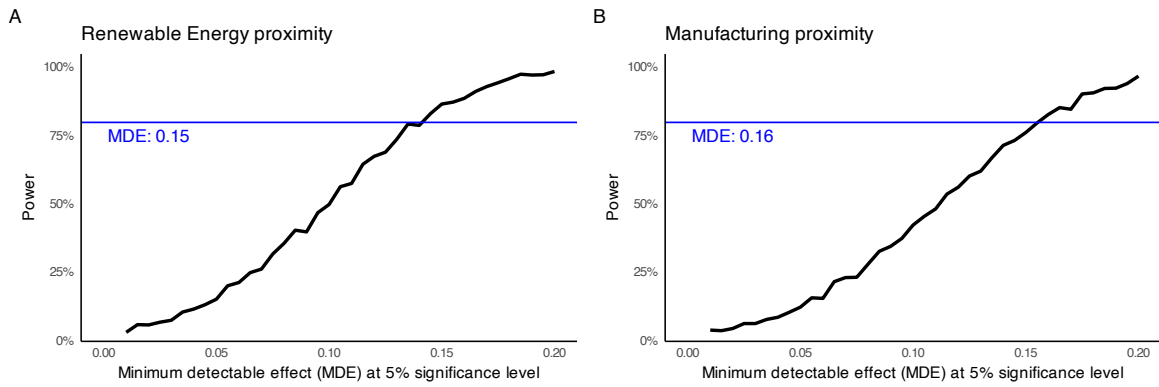 A
Renewable Energy proximity
100%
75%
50%
25%
0%
Power
MDE: 0.15
0.00 0.05 0.10 0.15 0.20
Minimum detectable effect (MDE) at 5% significance level
B
Manufacturing proximity
100%
75%
50%
25%
0%
Power
MDE: 0.16
0.00 0.05 0.10 0.15 0.20
Minimum detectable effect (MDE) at 5% significance level